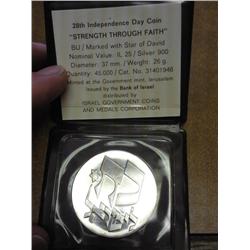 28th Independence Day Coin
"STRENGTH THROUGH FAITH"
BU / Marked with Star of David
Nominal Value: IL 25 / Silver 900
Diameter: 37 mm. / Weight: 26 g
Quantity: 45.000 / Cat. No. 31401946
Minted at the Government mint, Jerusalem
issued by the Bank of Israel
distributed by
ISRAEL GOVERNMENT COINS
AND MEDALS CORPORATION